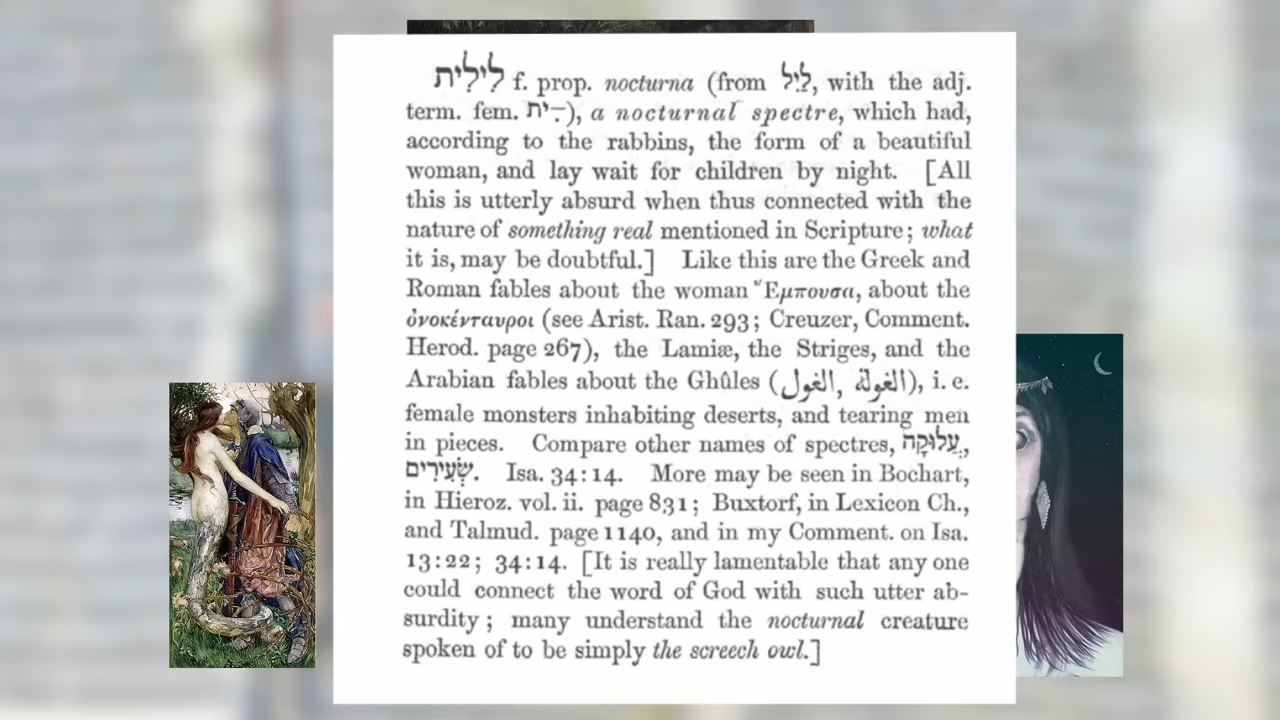 לִילִית f. prop. nocturna (from לַיִל, with the adj.
term. fem. ־ִית), a nocturnal spectre, which had,
according to the rabbins, the form of a beautiful
woman, and lay wait for children by night. [All
this is utterly absurd when thus connected with the
nature of something real mentioned in Scripture; what
it is, may be doubtful.] Like this are the Greek and
Roman fables about the woman Ἔμπουσα, about the
ὀνοκένταυροι (see Arist. Ran. 293; Creuzer, Comment.
Herod. page 267), the Lamiæ, the Striges, and the
Arabian fables about the Ghûles (الغول, الغولة), i. e.
female monsters inhabiting deserts, and tearing men
in pieces. Compare other names of spectres, עֲלוּקָה,
שְׂעִירִים. Isa. 34:14. More may be seen in Bochart,
in Hieroz. vol. ii. page 831; Buxtorf, in Lexicon Ch.,
and Talmud. page 1140, and in my Comment. on Isa.
13:22; 34:14. [It is really lamentable that any one
could connect the word of God with such utter ab-
surdity; many understand the nocturnal creature
spoken of to be simply the screech owl.]